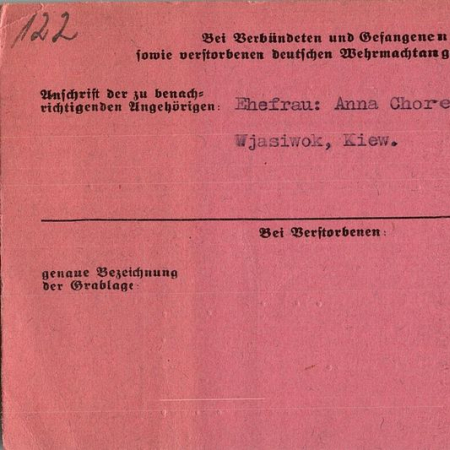 122
Bei Verbündeten und Gefangenen
sowie verstorbenen deutschen Wehrmachtang
Anschrift der zu benach-
richtigenden Angehörigen: Ehefrau: Anna Chore
Wjasiwok, Kiew.
Bei Verstorbenen:
genaue Bezeichnung
der Grablage: